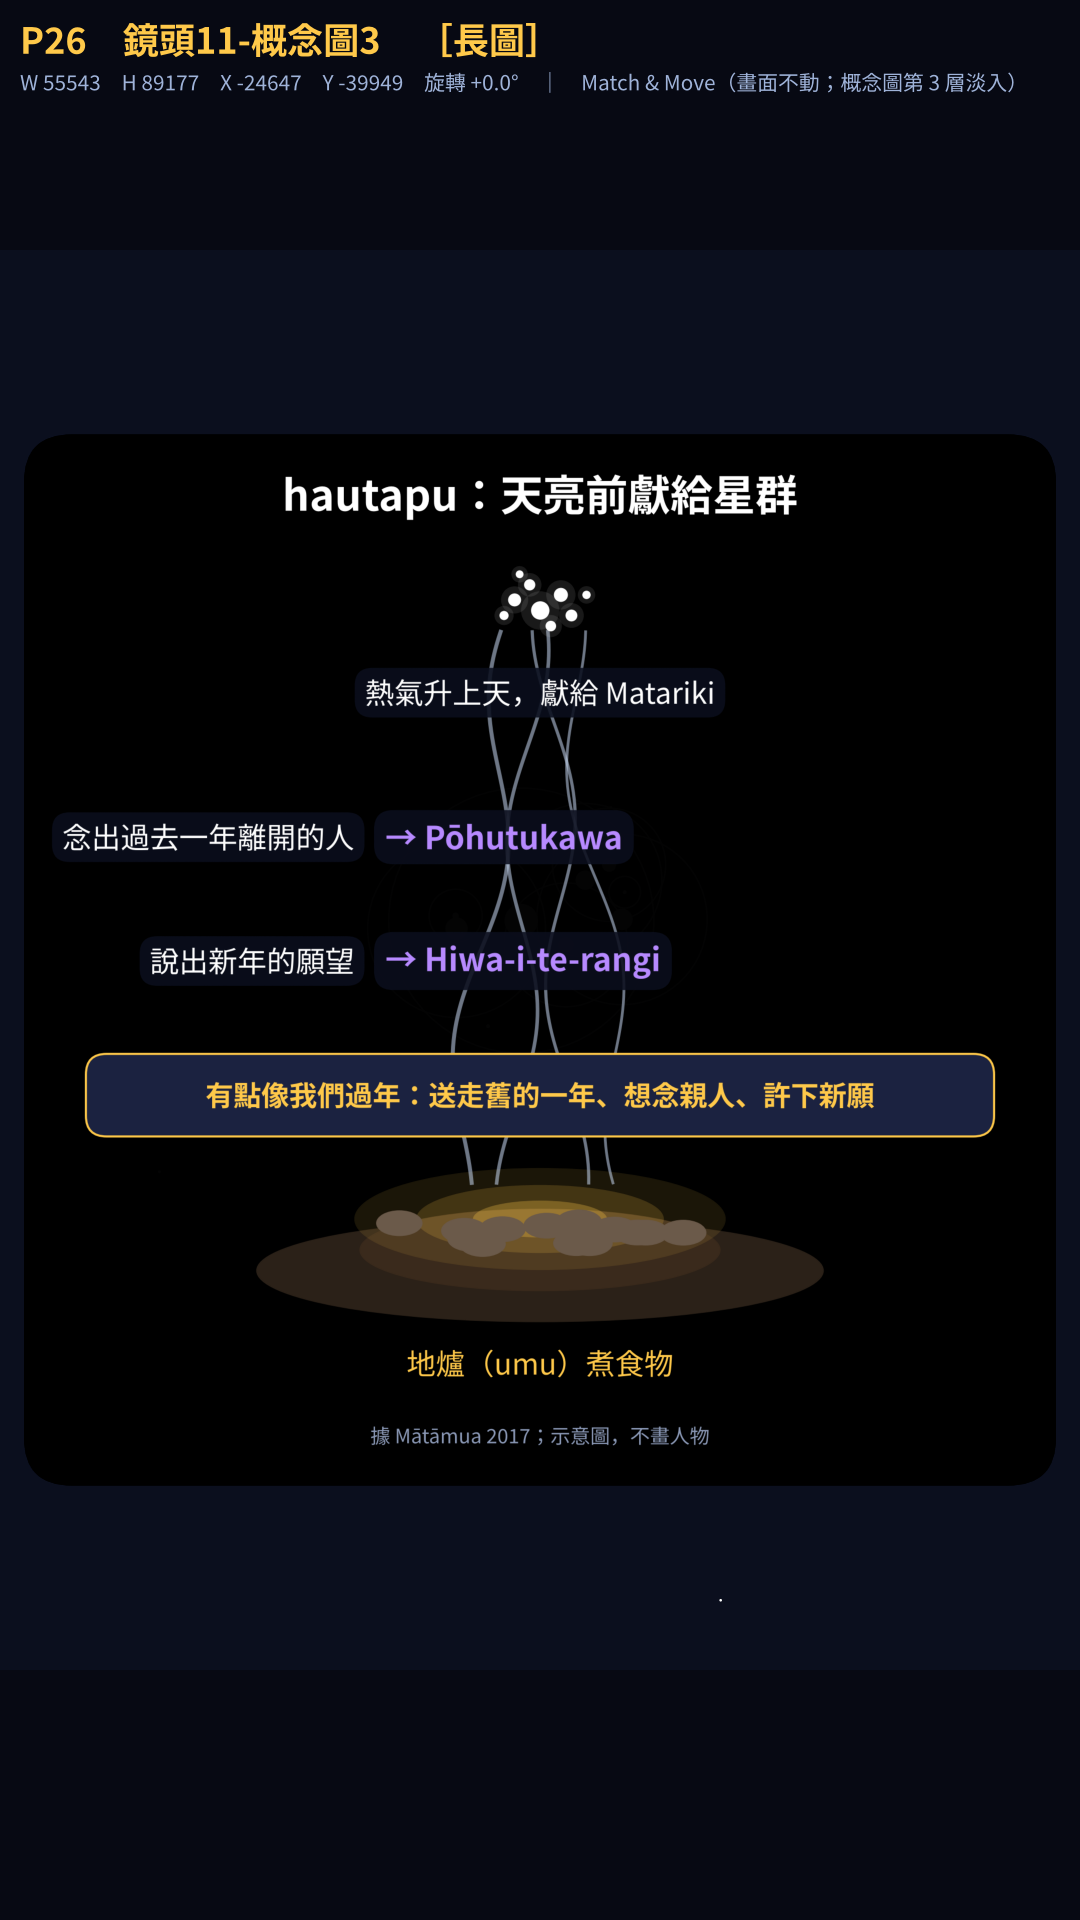 P26 鏡頭11-概念圖3 ［長圖］
W 55543 H 89177 X -24647 Y -39949 旋轉 +0.0° ｜ Match & Move（畫面不動；概念圖第 3 層淡入）
hautapu：天亮前獻給星群
熱氣升上天，獻給 Matariki
念出過去一年離開的人 → Pōhutukawa
說出新年的願望 → Hiwa-i-te-rangi
有點像我們過年：送走舊的一年、想念親人、許下新願
地爐（umu）煮食物
據 Mātāmua 2017；示意圖，不畫人物